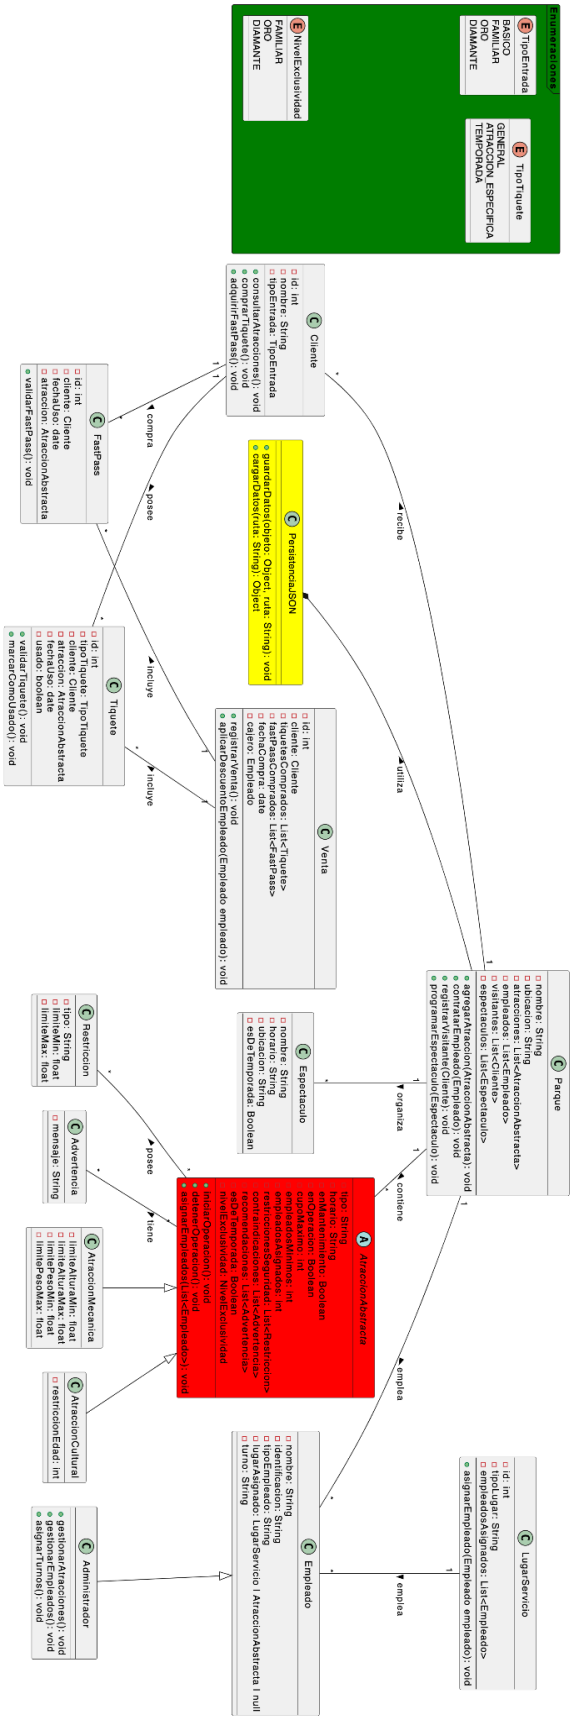 Enumeraciones
E TipoEntrada
BASICO
FAMILIAR
ORO
DIAMANTE
E TipoTiquete
GENERAL
ATRACCION_ESPECIFICA
TEMPORADA
E NivelExclusividad
FAMILIAR
ORO
DIAMANTE
C Parque
nombre: String
ubicacion: String
atracciones: List<AtraccionAbstracta>
empleados: List<Empleado>
visitantes: List<Cliente>
espectaculos: List<Espectaculo>
agregarAtraccion(AtraccionAbstracta): void
contratarEmpleado(Empleado): void
registrarVisitante(Cliente): void
programarEspectaculo(Espectaculo): void
C LugarServicio
id: int
tipoLugar: String
empleadosAsignados: List<Empleado>
asignarEmpleado(Empleado empleado): void
1
1
1
1
1
recibe
utiliza
organiza
contiene
emplea
emplea
*
*
*
*
*
C Cliente
id: int
nombre: String
tipoEntrada: TipoEntrada
consultarAtracciones(): void
comprarTiquete(): void
adquirirFastPass(): void
C PersistenciaJSON
guardarDatos(objeto: Object, ruta: String): void
cargarDatos(ruta: String): Object
C Venta
id: int
cliente: Cliente
tiquetesComprados: List<Tiquete>
fastPassComprados: List<FastPass>
fechaCompra: date
cajero: Empleado
registrarVenta(): void
aplicarDescuentoEmpleado(Empleado empleado): void
C Espectaculo
nombre: String
horario: String
ubicacion: String
esDeTemporada: Boolean
A AtraccionAbstracta
tipo: String
horario: String
enMantenimiento: Boolean
enOperacion: Boolean
cupoMaximo: int
empleadosMinimos: int
empleadosAsignados: int
restriccionesSeguridad: List<Restriccion>
contraindicaciones: List<Advertencia>
recomendaciones: List<Advertencia>
esDeTemporada: Boolean
nivelExclusividad: NivelExclusividad
iniciarOperacion(): void
detenerOperacion(): void
asignarEmpleados(List<Empleado>): void
C Empleado
nombre: String
identificacion: String
tipoEmpleado: String
lugarAsignado: LugarServicio | AtraccionAbstracta | null
turno: String
1
1
1
1
*
*
compra
posee
incluye
incluye
posee
tiene
*
*
*
*
*
*
C FastPass
id: int
cliente: Cliente
fechaUso: date
atraccion: AtraccionAbstracta
validarFastPass(): void
C Tiquete
id: int
tipoTiquete: TipoTiquete
cliente: Cliente
atraccion: AtraccionAbstracta
fechaUso: date
usado: boolean
validarTiquete(): void
marcarComoUsado(): void
C Restriccion
tipo: String
limiteMin: float
limiteMax: float
C Advertencia
mensaje: String
C AtraccionMecanica
limiteAlturaMin: float
limiteAlturaMax: float
limitePesoMin: float
limitePesoMax: float
C AtraccionCultural
restriccionEdad: int
C Administrador
gestionarAtracciones(): void
gestionarEmpleados(): void
asignarTurnos(): void